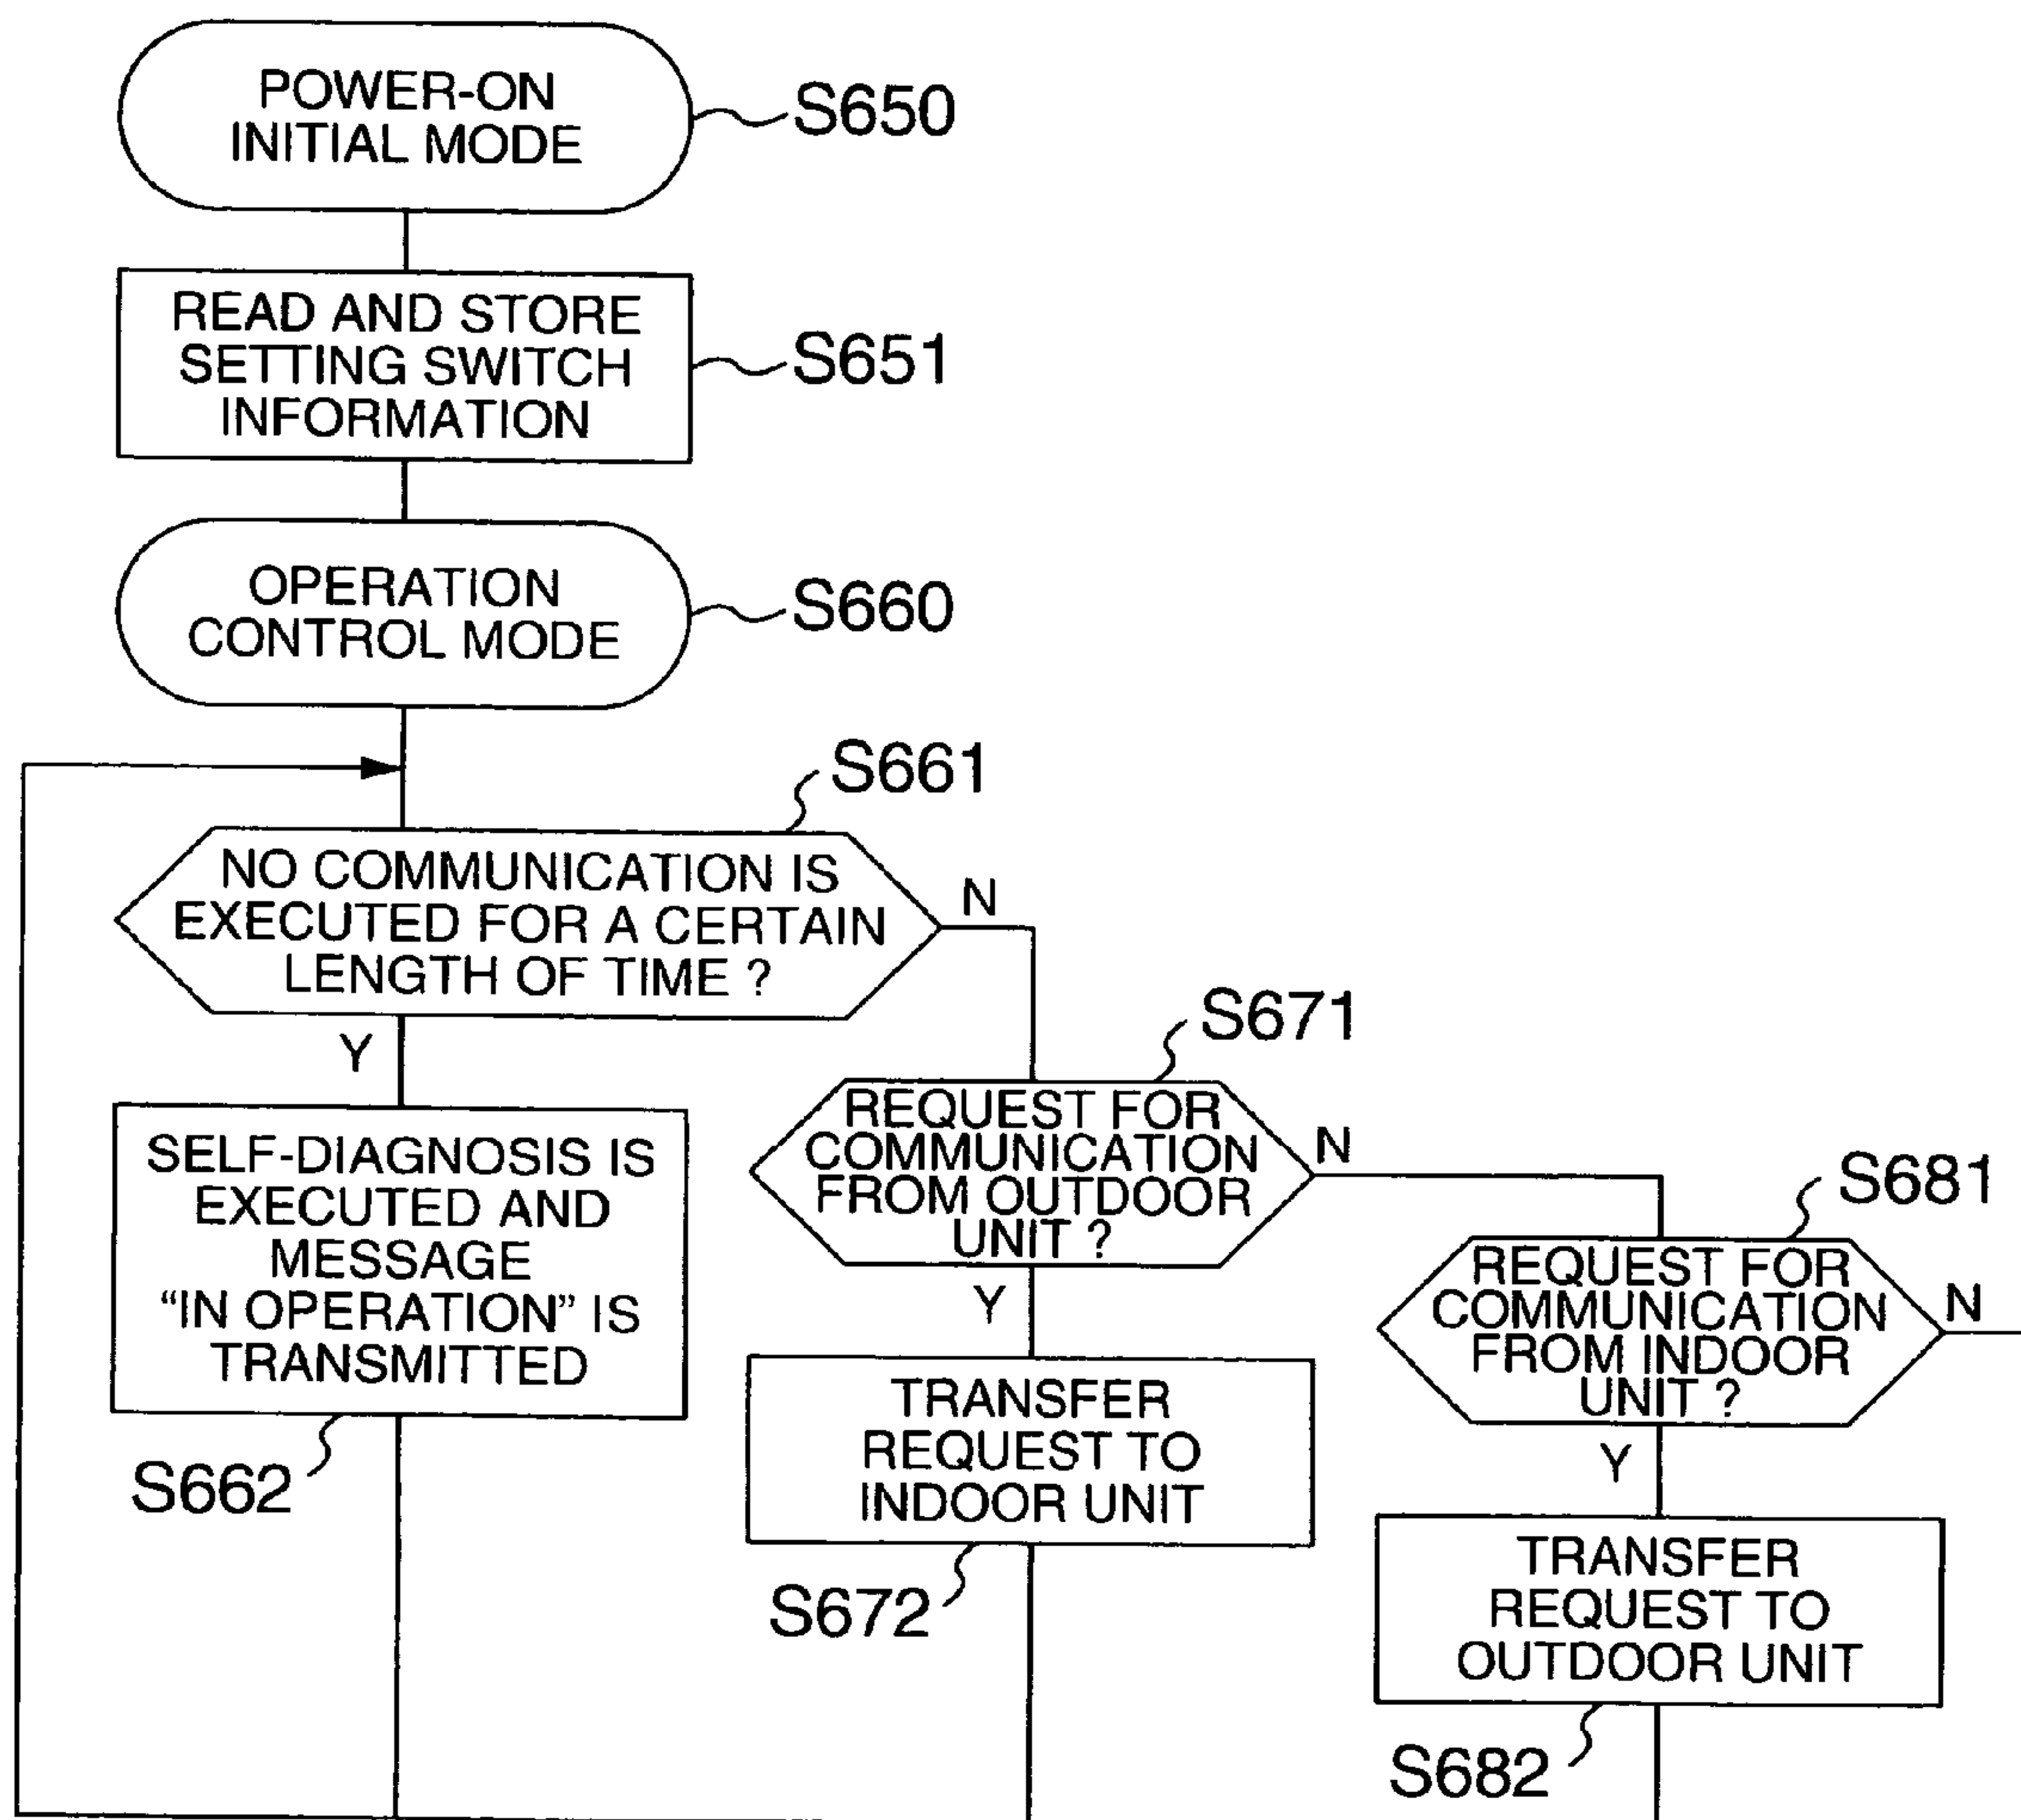 POWER-ON
INITIAL MODE
S650
READ AND STORE
SETTING SWITCH
INFORMATION
S651
OPERATION
CONTROL MODE
S660
S661
NO COMMUNICATION IS
EXECUTED FOR A CERTAIN
LENGTH OF TIME ?
N
Y
SELF-DIAGNOSIS IS
EXECUTED AND
MESSAGE
“IN OPERATION” IS
TRANSMITTED
S662
S671
REQUEST FOR
COMMUNICATION
FROM OUTDOOR
UNIT ?
N
Y
TRANSFER
REQUEST TO
INDOOR UNIT
S672
S681
REQUEST FOR
COMMUNICATION
FROM INDOOR
UNIT ?
N
Y
TRANSFER
REQUEST TO
OUTDOOR UNIT
S682